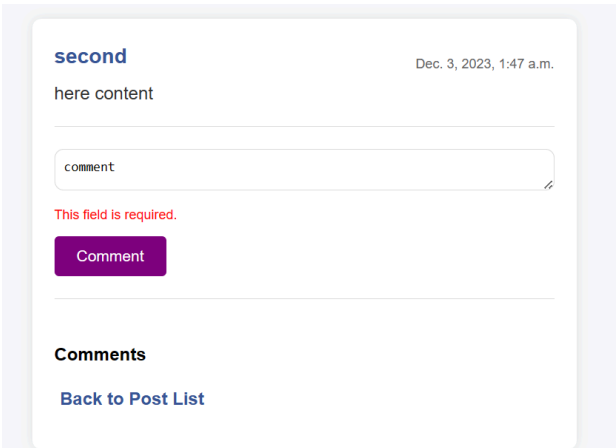 second
Dec. 3, 2023, 1:47 a.m.
here content
comment
This field is required.
Comment
Comments
Back to Post List